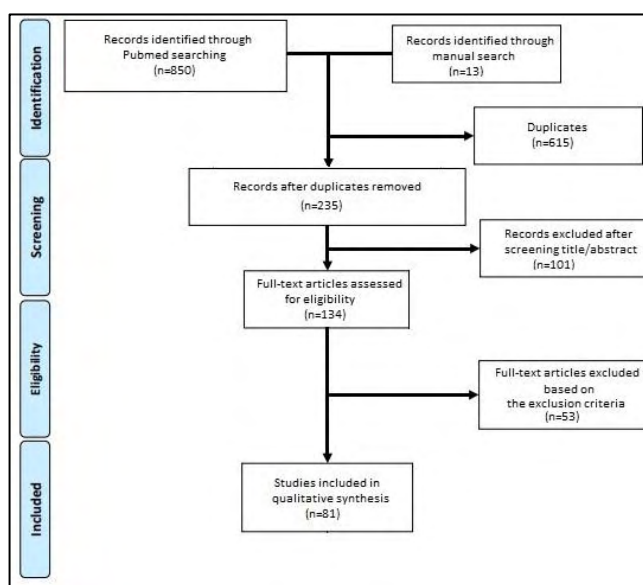 Identification
Records identified through
Pubmed searching
(n=850)
Records identified through
manual search
(n=13)
Duplicates
(n=615)
Screening
Records after duplicates removed
(n=235)
Records excluded after
screening title/abstract
(n=101)
Full-text articles assessed
for eligibility
(n=134)
Eligibility
Full-text articles excluded
based on
the exclusion criteria
(n=53)
Included
Studies included in
qualitative synthesis
(n=81)